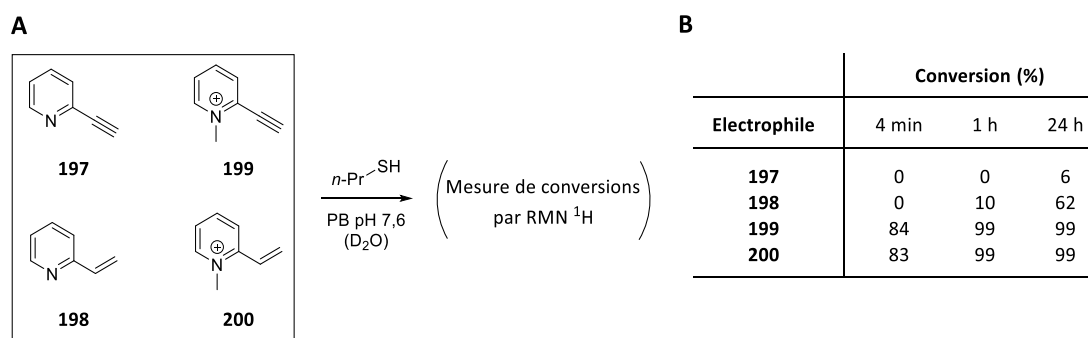 A
N
197
N
⊕
199
N
198
N
⊕
200
n-Pr SH
PB pH 7,6
(D₂O)
Mesure de conversions
par RMN ¹H
B
Conversion (%)
Electrophile 4 min 1 h 24 h
197 0 0 6
198 0 10 62
199 84 99 99
200 83 99 99